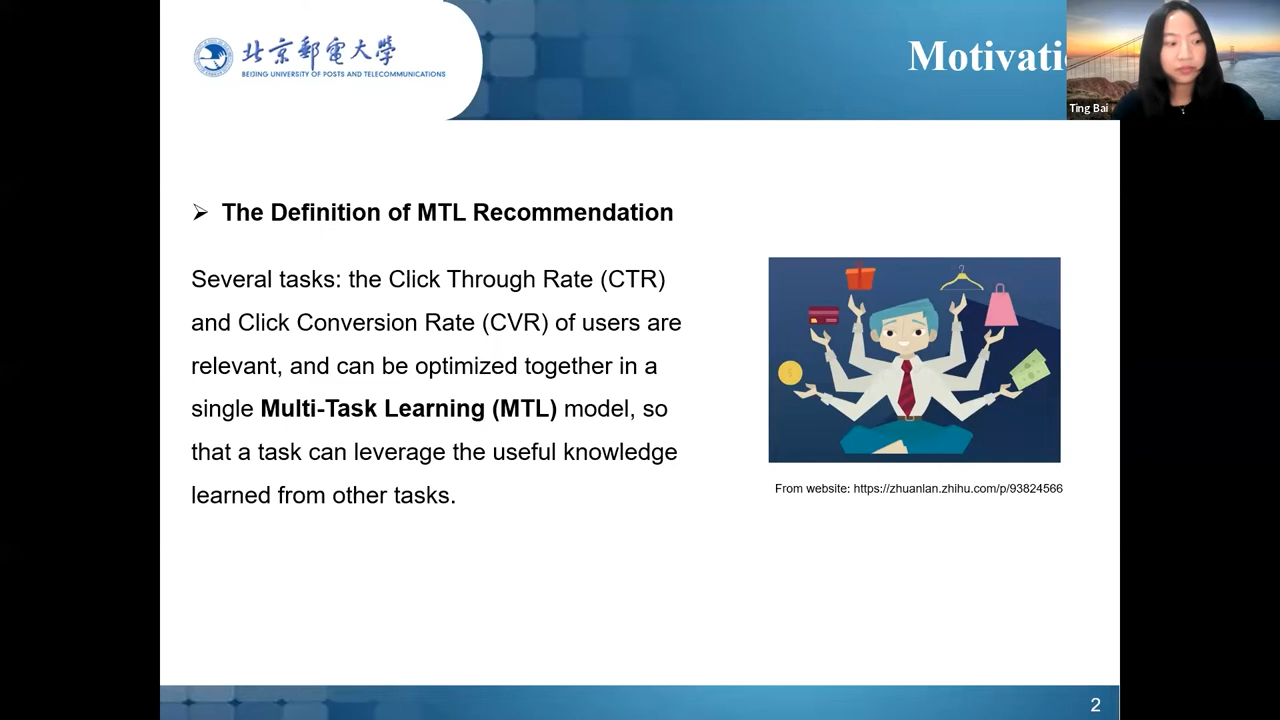 北京郵電大學
BEIJING UNIVERSITY OF POSTS AND TELECOMMUNICATIONS
Motivati
Ting Bai
➢ The Definition of MTL Recommendation
Several tasks: the Click Through Rate (CTR)
and Click Conversion Rate (CVR) of users are
relevant, and can be optimized together in a
single Multi-Task Learning (MTL) model, so
that a task can leverage the useful knowledge
learned from other tasks.
From website: https://zhuanlan.zhihu.com/p/93824566
2